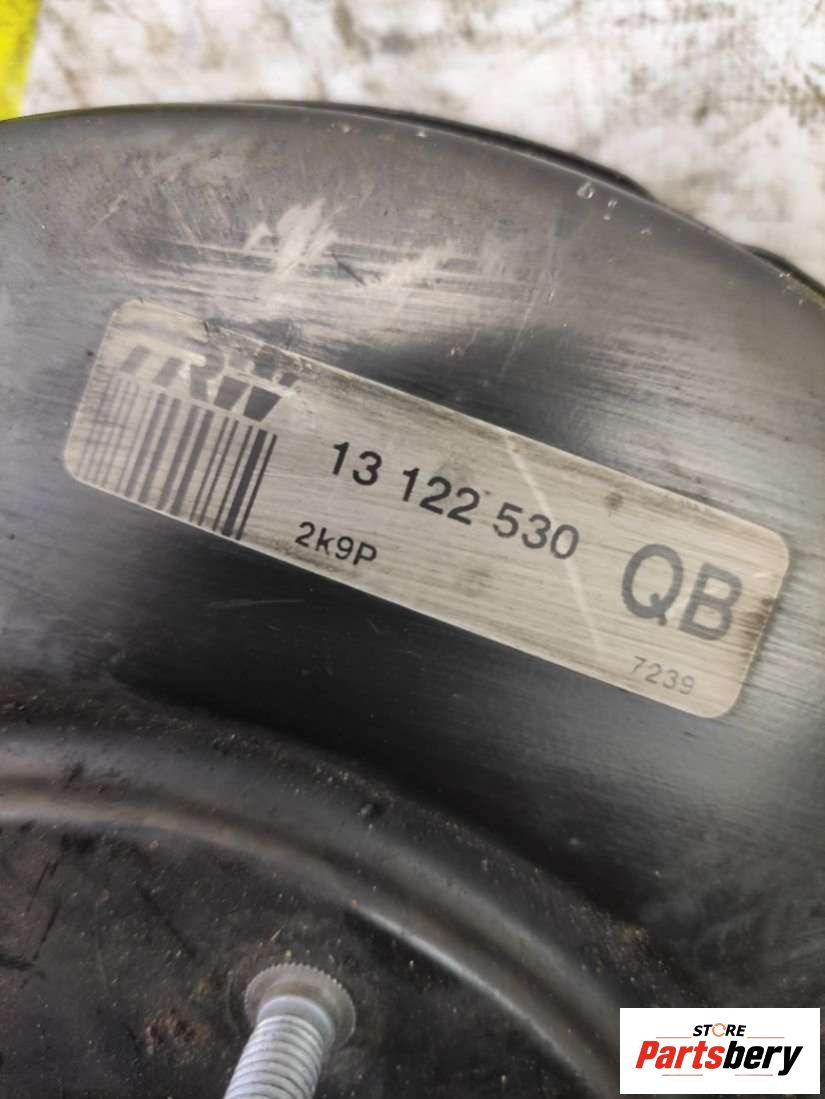 TRW
13 122 530
2k9P
QB
7239
STORE
Partsbery